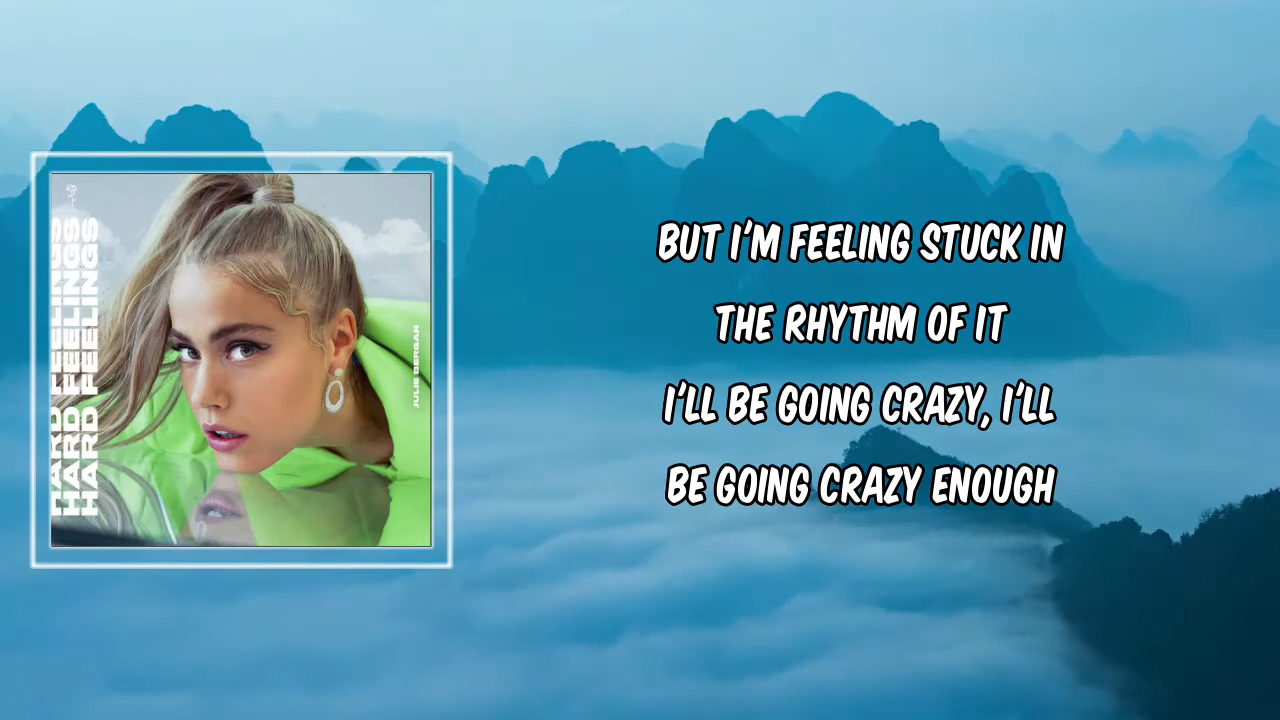 HARD FEELINGS
HARD FEELINGS
HARD FEELINGS
JULIE BERGAN
BUT I'M FEELING STUCK IN
THE RHYTHM OF IT
I'LL BE GOING CRAZY, I'LL
BE GOING CRAZY ENOUGH